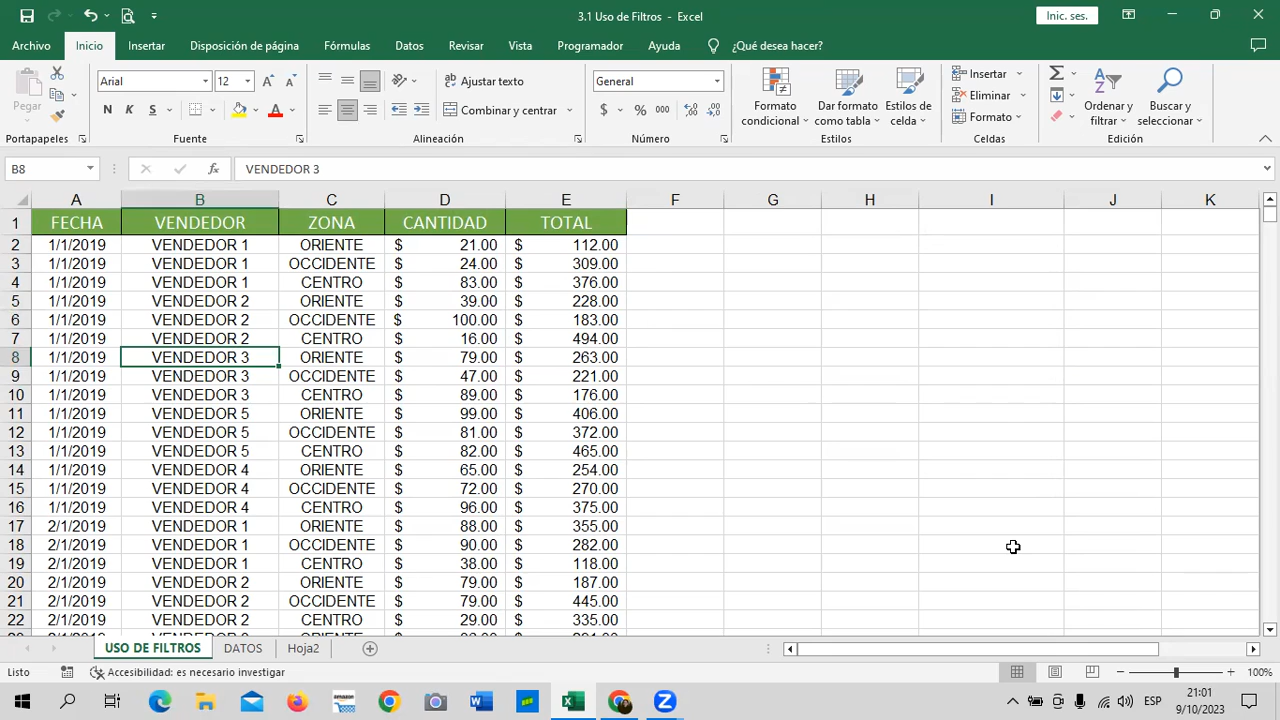 3.1 Uso de Filtros - Excel
Inic. ses.
Archivo Inicio Insertar Disposición de página Fórmulas Datos Revisar Vista Programador Ayuda ¿Qué desea hacer?
Pegar
Portapapeles
Arial 12
N K S
Fuente
Ajustar texto
Combinar y centrar
Alineación
General
$ % 000
Número
Formato condicional
Dar formato como tabla
Estilos de celda
Estilos
Insertar
Eliminar
Formato
Celdas
Ordenar y filtrar
Buscar y seleccionar
Edición
B8 fx VENDEDOR 3
A B C D E F G H I J K
1 FECHA VENDEDOR ZONA CANTIDAD TOTAL
2 1/1/2019 VENDEDOR 1 ORIENTE $ 21.00 $ 112.00
3 1/1/2019 VENDEDOR 1 OCCIDENTE $ 24.00 $ 309.00
4 1/1/2019 VENDEDOR 1 CENTRO $ 83.00 $ 376.00
5 1/1/2019 VENDEDOR 2 ORIENTE $ 39.00 $ 228.00
6 1/1/2019 VENDEDOR 2 OCCIDENTE $ 100.00 $ 183.00
7 1/1/2019 VENDEDOR 2 CENTRO $ 16.00 $ 494.00
8 1/1/2019 VENDEDOR 3 ORIENTE $ 79.00 $ 263.00
9 1/1/2019 VENDEDOR 3 OCCIDENTE $ 47.00 $ 221.00
10 1/1/2019 VENDEDOR 3 CENTRO $ 89.00 $ 176.00
11 1/1/2019 VENDEDOR 5 ORIENTE $ 99.00 $ 406.00
12 1/1/2019 VENDEDOR 5 OCCIDENTE $ 81.00 $ 372.00
13 1/1/2019 VENDEDOR 5 CENTRO $ 82.00 $ 465.00
14 1/1/2019 VENDEDOR 4 ORIENTE $ 65.00 $ 254.00
15 1/1/2019 VENDEDOR 4 OCCIDENTE $ 72.00 $ 270.00
16 1/1/2019 VENDEDOR 4 CENTRO $ 96.00 $ 375.00
17 2/1/2019 VENDEDOR 1 ORIENTE $ 88.00 $ 355.00
18 2/1/2019 VENDEDOR 1 OCCIDENTE $ 90.00 $ 282.00
19 2/1/2019 VENDEDOR 1 CENTRO $ 38.00 $ 118.00
20 2/1/2019 VENDEDOR 2 ORIENTE $ 79.00 $ 187.00
21 2/1/2019 VENDEDOR 2 OCCIDENTE $ 79.00 $ 445.00
22 2/1/2019 VENDEDOR 2 CENTRO $ 29.00 $ 335.00
USO DE FILTROS DATOS Hoja2
Listo Accesibilidad: es necesario investigar 100%
ESP
21:01
9/10/2023